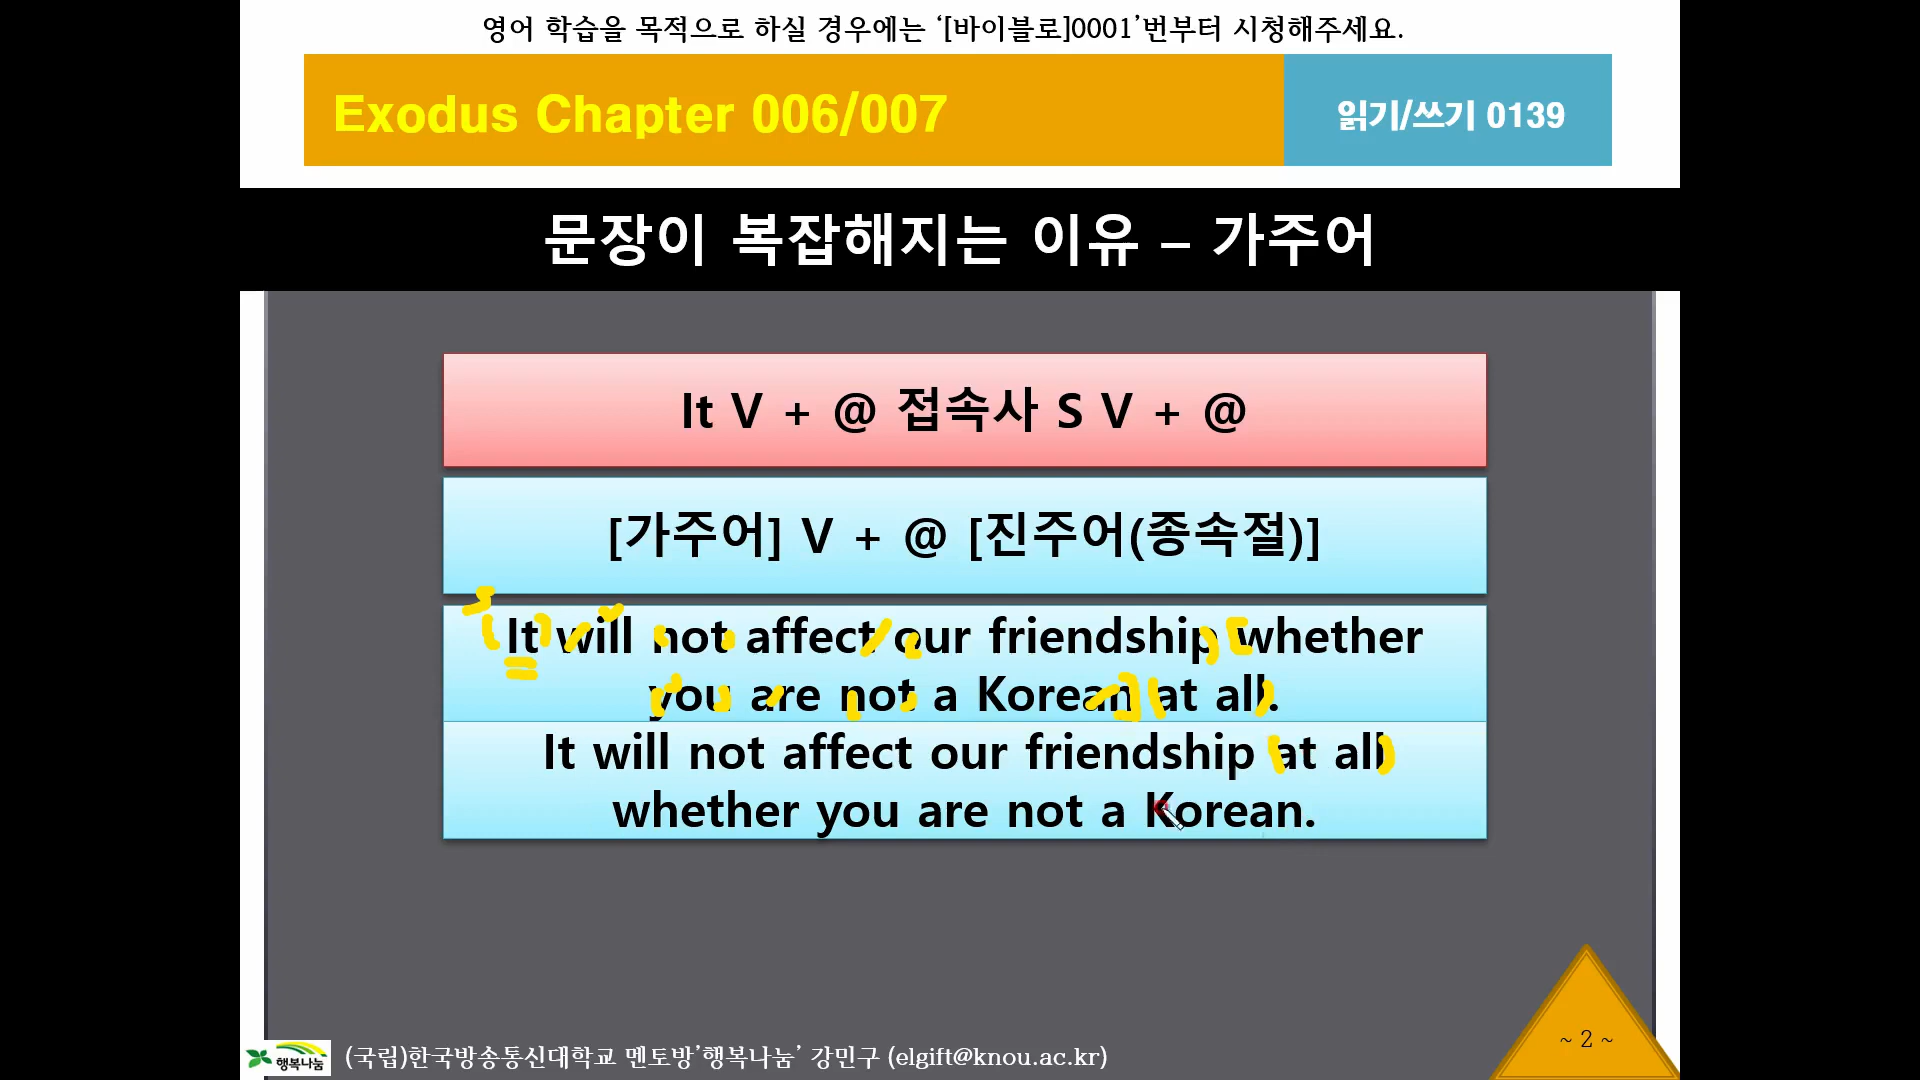 영어 학습을 목적으로 하실 경우에는 ‘[바이블로]0001’번부터 시청해주세요.
Exodus Chapter 006/007
읽기/쓰기 0139
문장이 복잡해지는 이유 – 가주어
It V + @ 접속사 S V + @
[가주어] V + @ [진주어(종속절)]
It will not affect our friendship whether
you are not a Korean at all.
It will not affect our friendship at all
whether you are not a Korean.
~ 2 ~
행복나눔
(국립)한국방송통신대학교 멘토방’행복나눔’ 강민구 (elgift@knou.ac.kr)